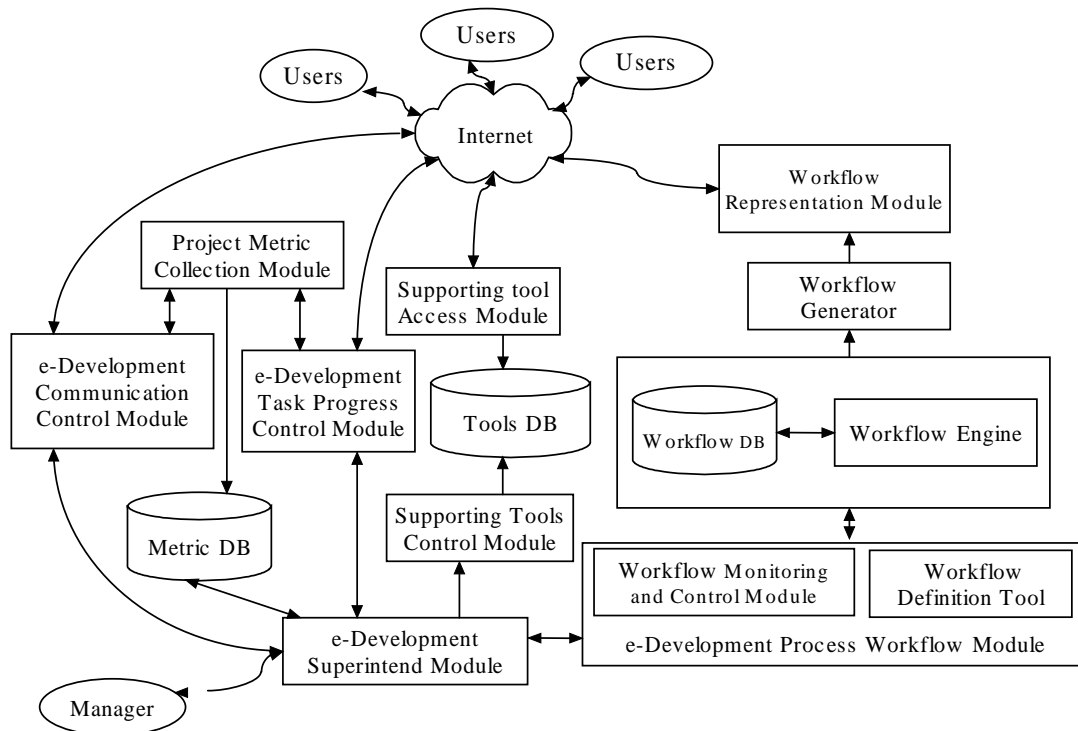 Users
Users
Users
Internet
Workflow
Representation Module
Project Metric
Collection Module
Supporting tool
Access Module
Workflow
Generator
e-Development
Communication
Control Module
e-Development
Task Progress
Control Module
Tools DB
Workflow DB
Workflow Engine
Metric DB
Supporting Tools
Control Module
Workflow Monitoring
and Control Module
Workflow
Definition Tool
e-Development Process Workflow Module
e-Development
Superintend Module
Manager